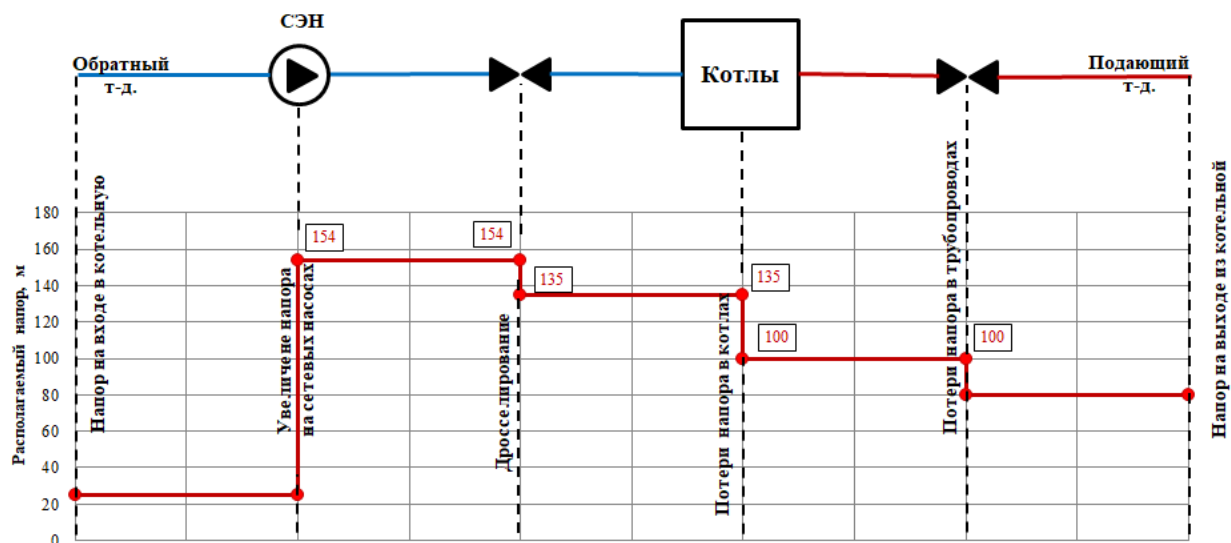 СЭН
Обратный
т-д.
Котлы
Подающий
т-д.
Располагаемый напор, м
180
160
140
120
100
80
60
40
20
0
Напор на входе в котельную
Увеличене напора
на сетевых насосах
154
154
Дросселирование
135
Потери напора в котлах
135
100
Потери напора в трубопроводах
100
Напор на выходе из котельной